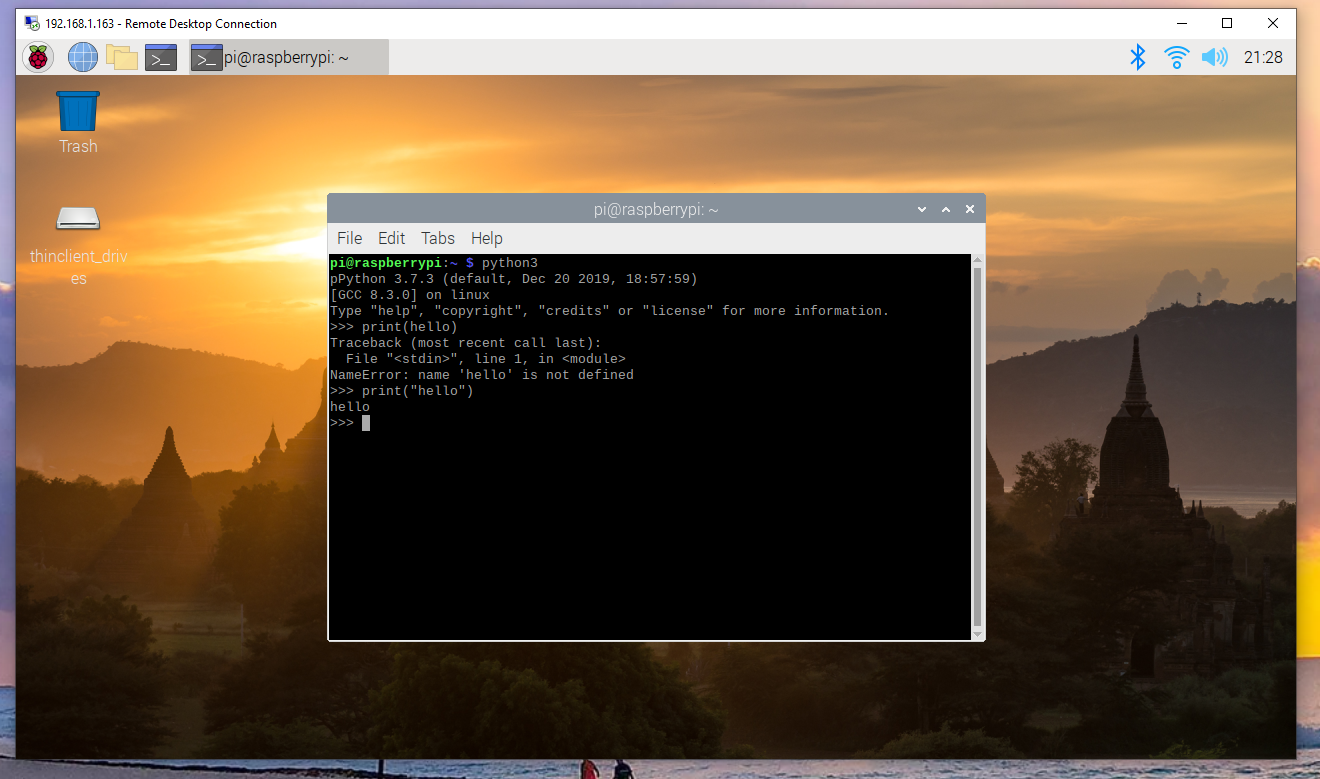 192.168.1.163 - Remote Desktop Connection
>_
>_ pi@raspberrypi: ~
21:28
Trash
thinclient_driv
es
pi@raspberrypi: ~
File Edit Tabs Help
pi@raspberrypi:~ $ python3
pPython 3.7.3 (default, Dec 20 2019, 18:57:59)
[GCC 8.3.0] on linux
Type "help", "copyright", "credits" or "license" for more information.
>>> print(hello)
Traceback (most recent call last):
  File "<stdin>", line 1, in <module>
NameError: name 'hello' is not defined
>>> print("hello")
hello
>>>